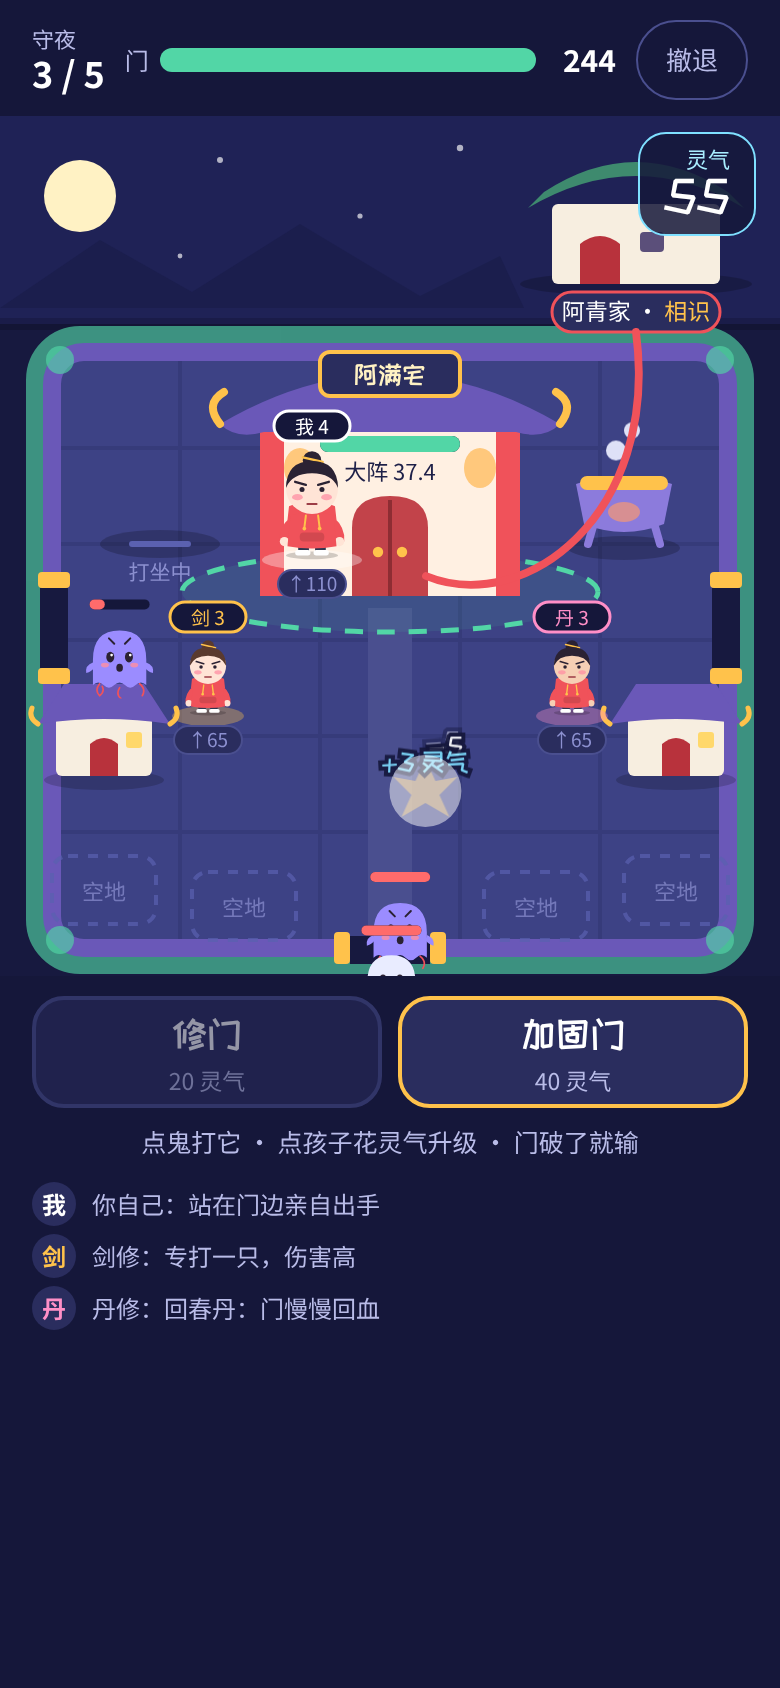 守夜
3 / 5
门
244
撤退
灵气
55
阿青家 · 相识
阿满宅
我 4
大阵 37.4
打坐中
↑110
剑 3
丹 3
↑65
↑65
5
+3 灵气
空地
空地
空地
空地
修门
20 灵气
加固门
40 灵气
点鬼打它 · 点孩子花灵气升级 · 门破了就输
我 你自己：站在门边亲自出手
剑 剑修：专打一只，伤害高
丹 丹修：回春丹：门慢慢回血